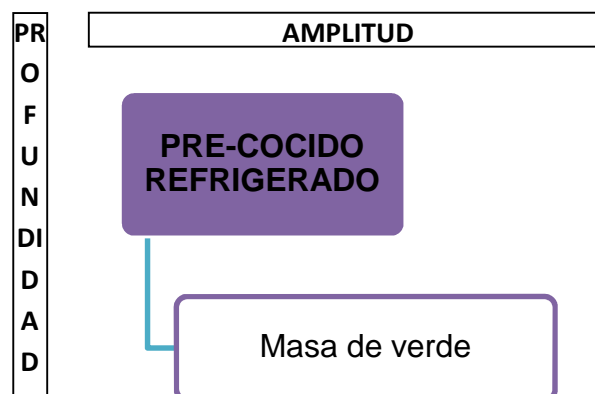 PR
O
F
U
N
DI
D
A
D
AMPLITUD
PRE-COCIDO
REFRIGERADO
Masa de verde